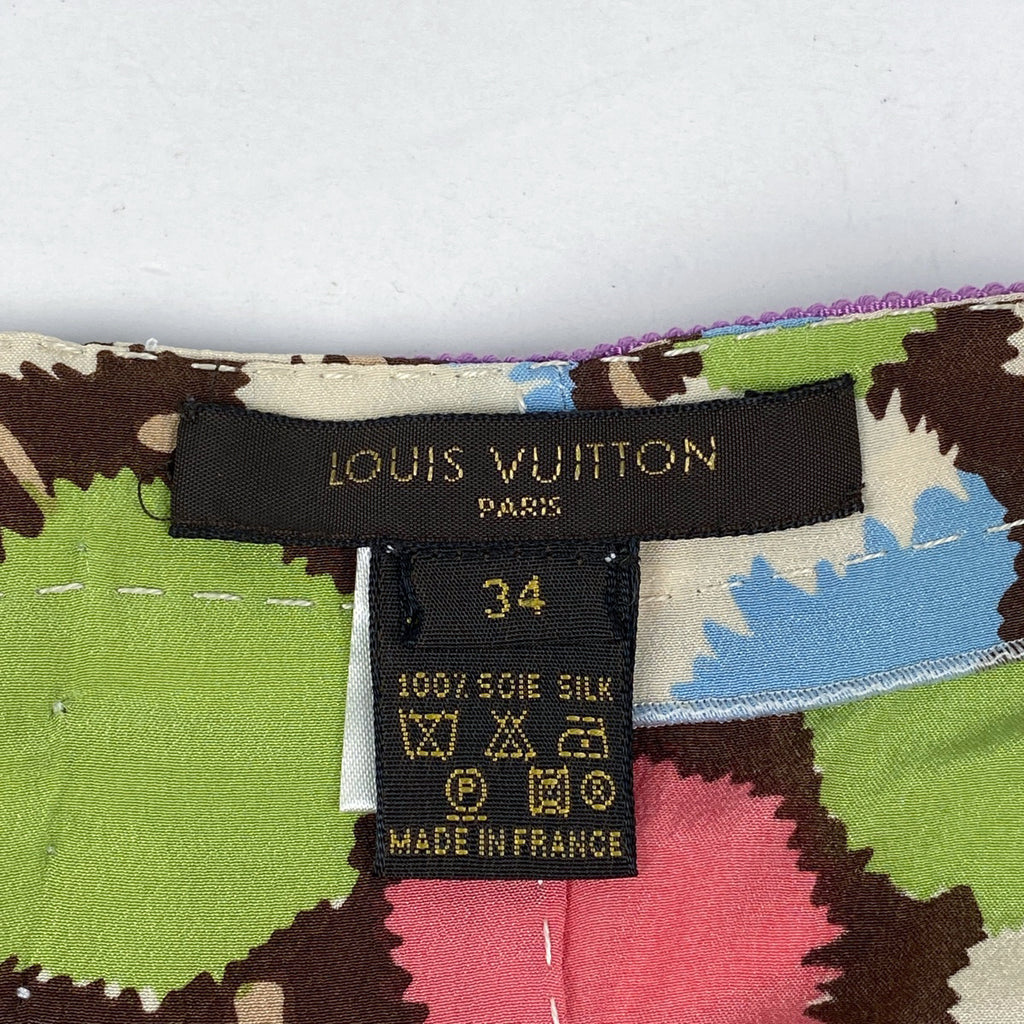 LOUIS VUITTON
PARIS
34
100% SOIE SILK
P
MADE IN FRANCE